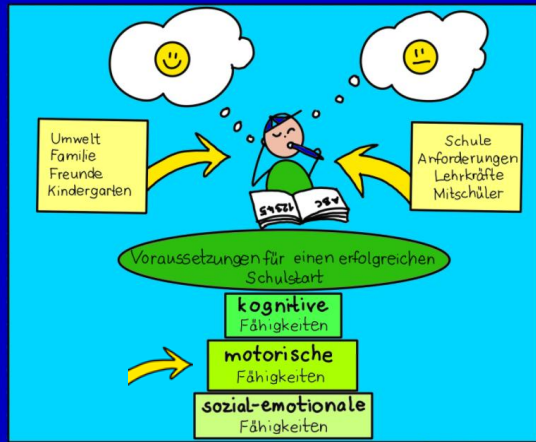 Umwelt
Familie
Freunde
Kindergarten
Schule
Anforderungen
Lehrkräfte
Mitschüler
12345
ABC
Voraussetzungen für einen erfolgreichen
Schulstart
kognitive
Fähigkeiten
motorische
Fähigkeiten
sozial-emotionale
Fähigkeiten